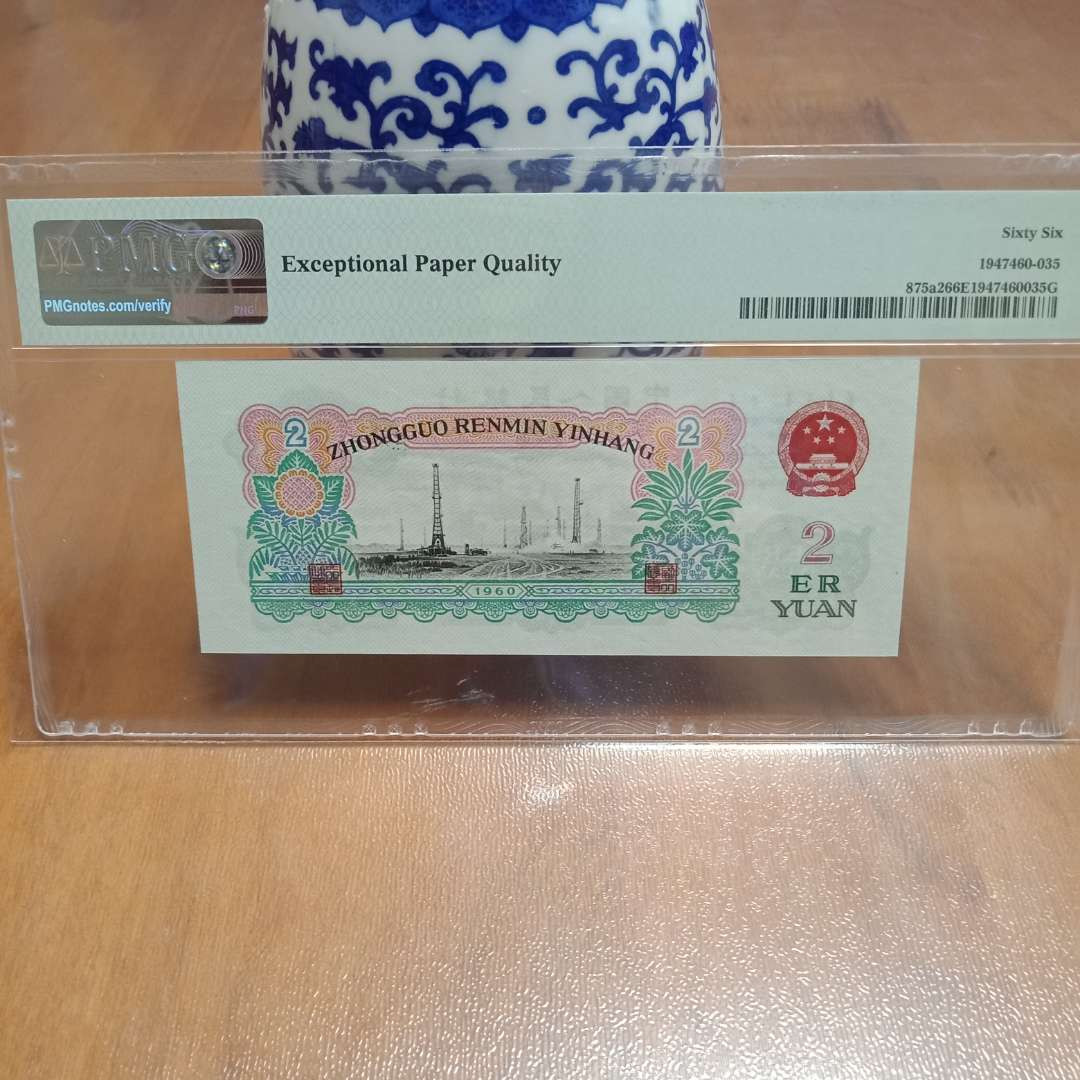 PMG
PMGnotes.com/verify
PMG
Exceptional Paper Quality
Sixty Six
1947460-035
875a266E1947460035G
2
ZHONGGUO RENMIN YINHANG
2
1960
2
ER
YUAN